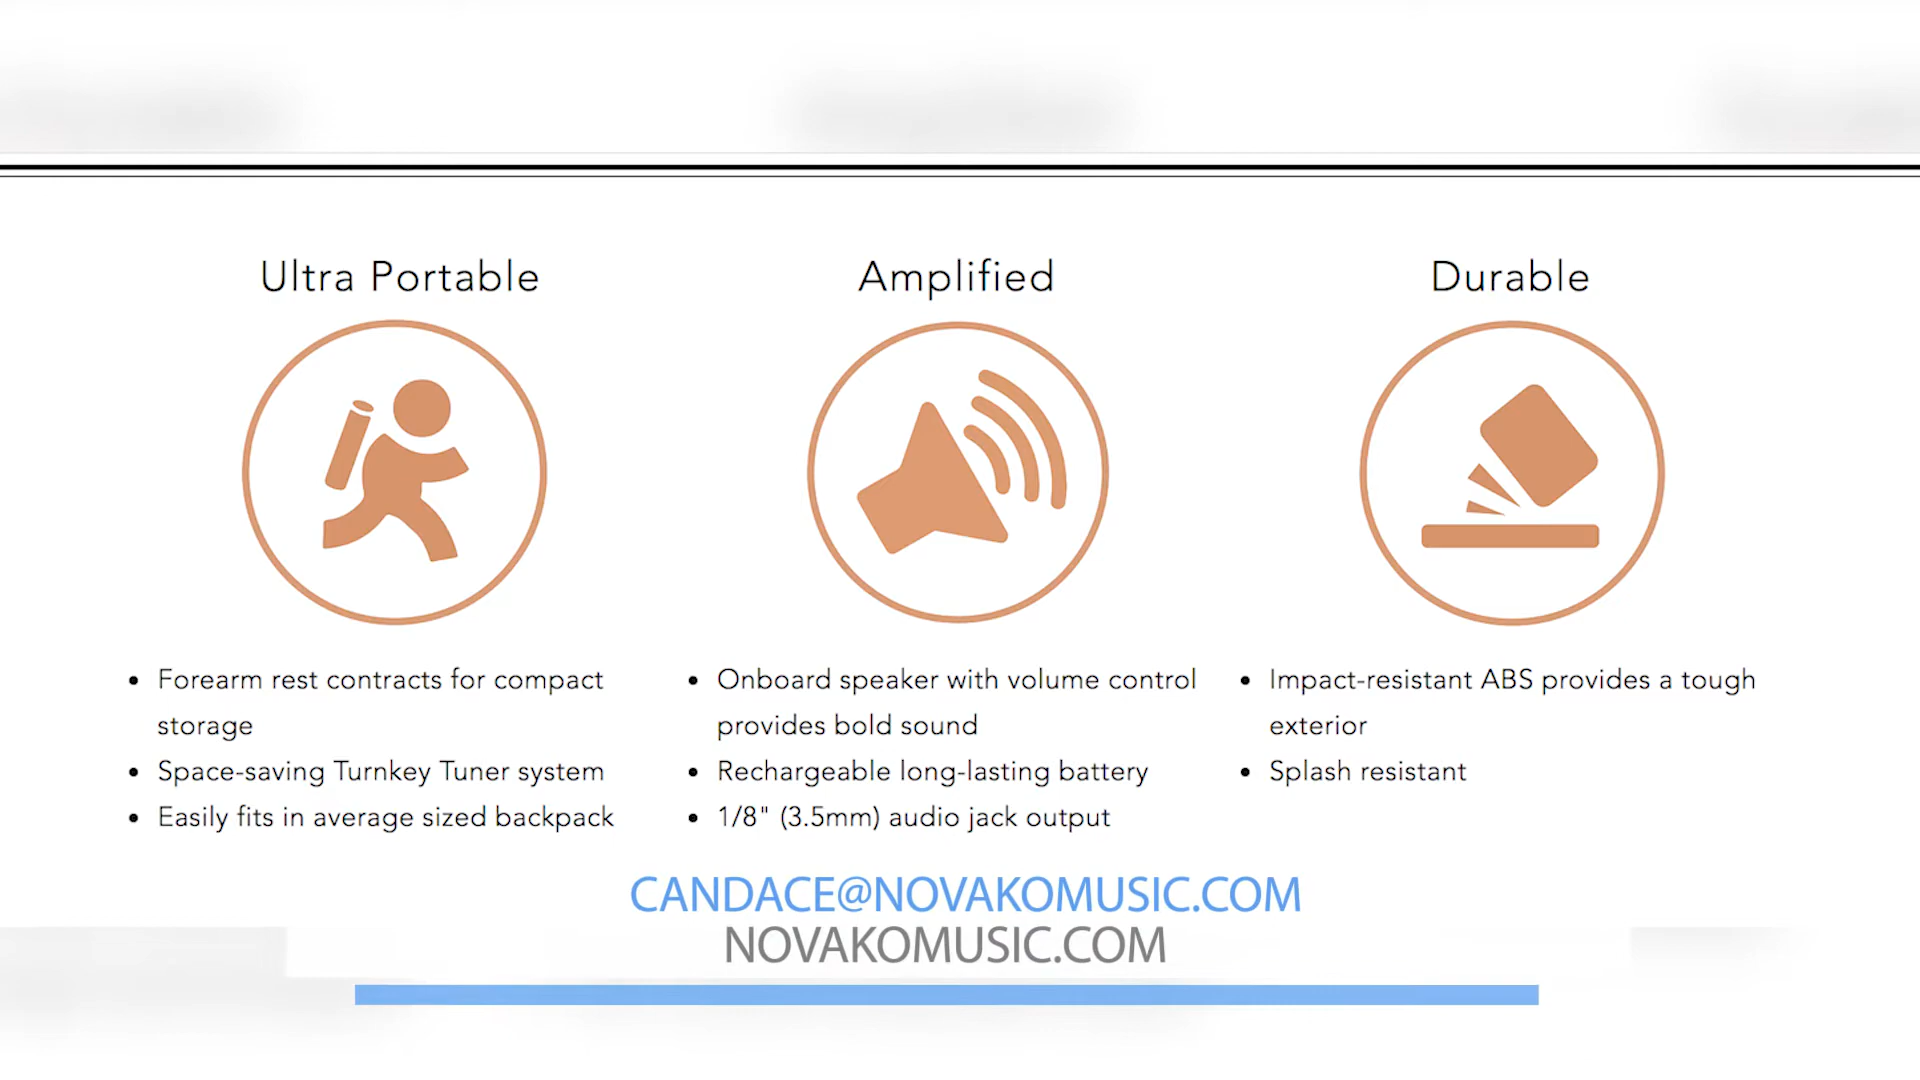 Ultra Portable
Forearm rest contracts for compact
storage
Space-saving Turnkey Tuner system
Easily fits in average sized backpack
Amplified
Onboard speaker with volume control
provides bold sound
Rechargeable long-lasting battery
1/8" (3.5mm) audio jack output
Durable
Impact-resistant ABS provides a tough
exterior
Splash resistant
CANDACE@NOVAKOMUSIC.COM
NOVAKOMUSIC.COM